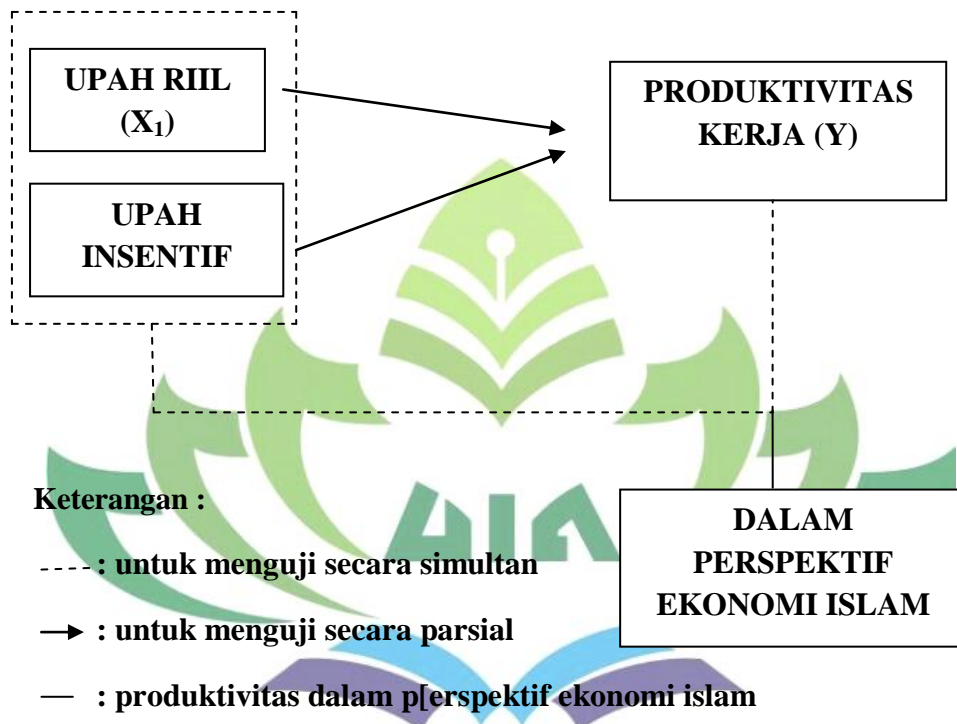 UPAH RIIL
(X₁)
UPAH
INSENTIF
PRODUKTIVITAS
KERJA (Y)
Keterangan :
: untuk menguji secara simultan
: untuk menguji secara parsial
: produktivitas dalam p[erspektif ekonomi islam
DALAM
PERSPEKTIF
EKONOMI ISLAM